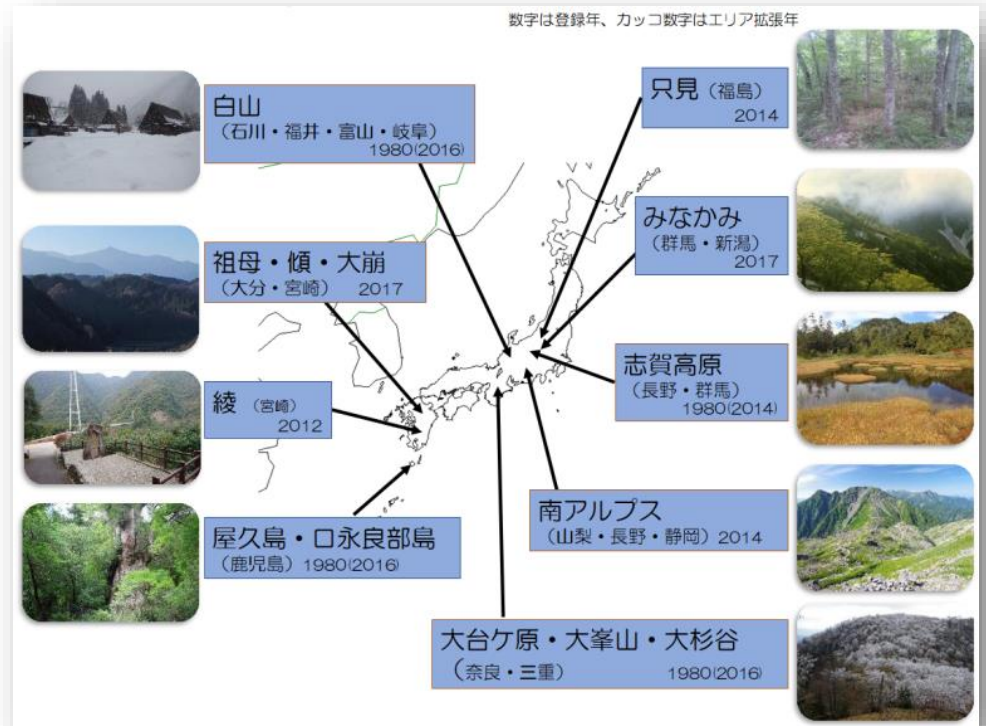 数字は登録年、カッコ数字はエリア拡張年
白山
（石川・福井・富山・岐阜）
1980(2016)
祖母・傾・大崩
（大分・宮崎） 2017
綾 （宮崎）
2012
屋久島・口永良部島
（鹿児島）1980(2016)
只見（福島）
2014
みなかみ
（群馬・新潟）
2017
志賀高原
（長野・群馬）
1980(2014)
南アルプス
（山梨・長野・静岡）2014
大台ケ原・大峯山・大杉谷
（奈良・三重） 1980(2016)